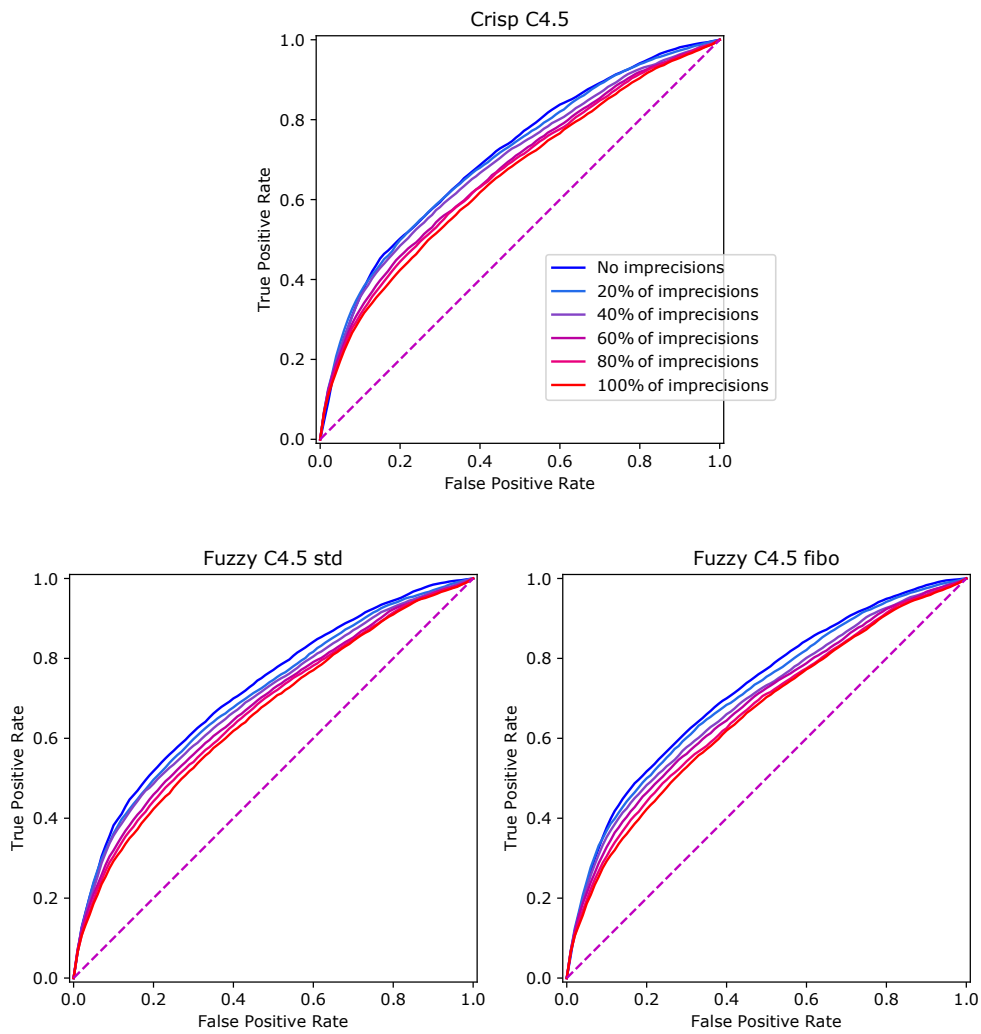 Crisp C4.5
1.0
0.8
0.6
0.4
0.2
0.0
True Positive Rate
No imprecisions
20% of imprecisions
40% of imprecisions
60% of imprecisions
80% of imprecisions
100% of imprecisions
0.0 0.2 0.4 0.6 0.8 1.0
False Positive Rate
Fuzzy C4.5 std
1.0
0.8
0.6
0.4
0.2
0.0
True Positive Rate
0.0 0.2 0.4 0.6 0.8 1.0
False Positive Rate
Fuzzy C4.5 fibo
1.0
0.8
0.6
0.4
0.2
0.0
True Positive Rate
0.0 0.2 0.4 0.6 0.8 1.0
False Positive Rate